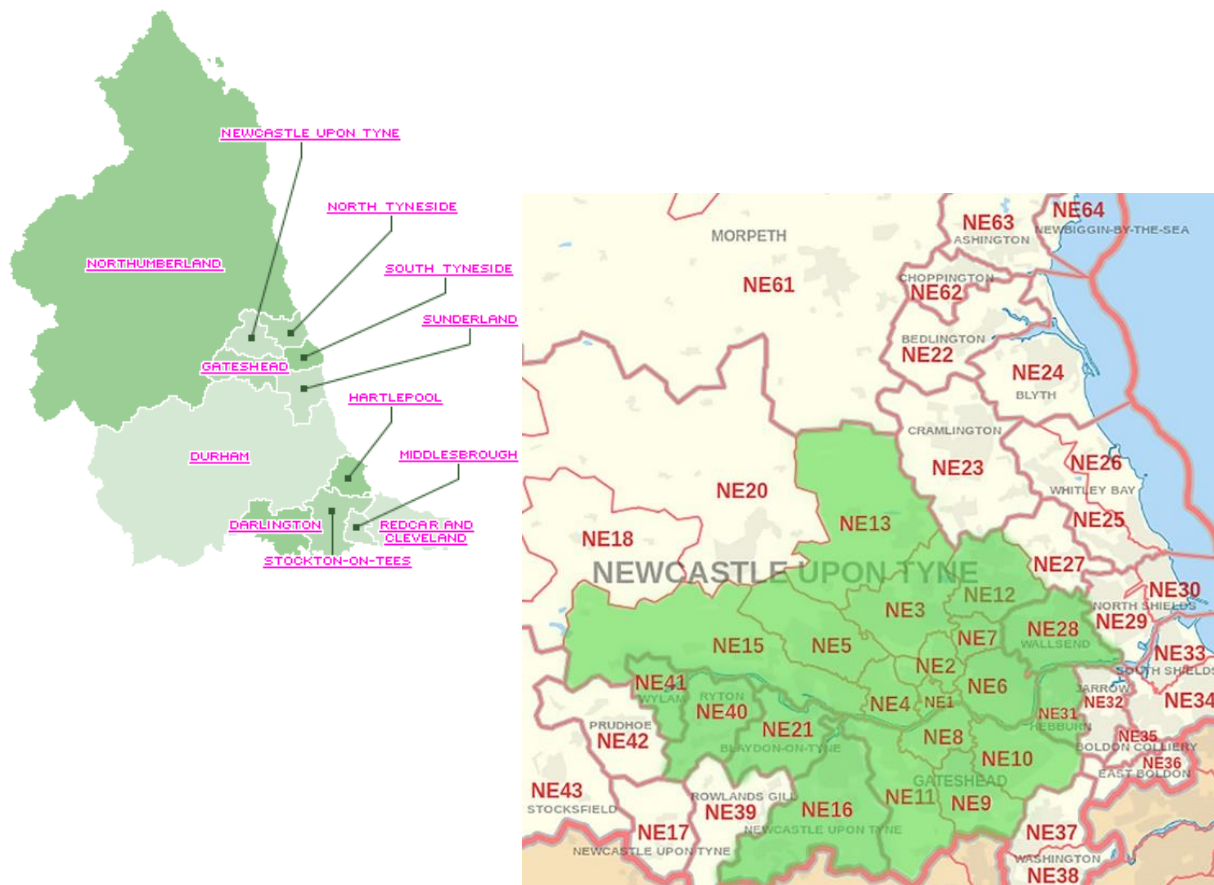 NEWCASTLE UPON TYNE
NORTH TYNESIDE
NORTHUMBERLAND
SOUTH TYNESIDE
SUNDERLAND
GATESHEAD
HARTLEPOOL
DURHAM
MIDDLESBROUGH
DARLINGTON
REDCAR AND
CLEVELAND
STOCKTON-ON-TEES
NE64
NE63
NEWBIGGIN-BY-THE-SEA
MORPETH
ASHINGTON
CHOPPINGTON
NE61
NE62
BEDLINGTON
NE22
NE24
BLYTH
CRAMLINGTON
NE23
NE26
WHITLEY BAY
NE20
NE13
NE25
NE18
NE27
NEWCASTLE UPON TYNE
NE12
NE30
NE3
NORTH SHIELDS
NE29
NE28
WALLSEND
NE15
NE5
NE7
NE33
NE2
SOUTH SHIELDS
NE41
WYLAM
RYTON
NE6
JARROW
NE40
NE4
NE1
NE32
NE34
NE31
HEBBURN
PRUDHOE
NE42
NE21
BLAYDON-ON-TYNE
NE8
NE35
BOLDON COLLIERY
NE10
NE36
EAST BOLDON
GATESHEAD
NE43
STOCKSFIELD
ROWLANDS GILL
NE39
NE16
NE11
NE9
NE17
NEWCASTLE UPON TYNE
NEWCASTLE UPON TYNE
NE37
WASHINGTON
NE38